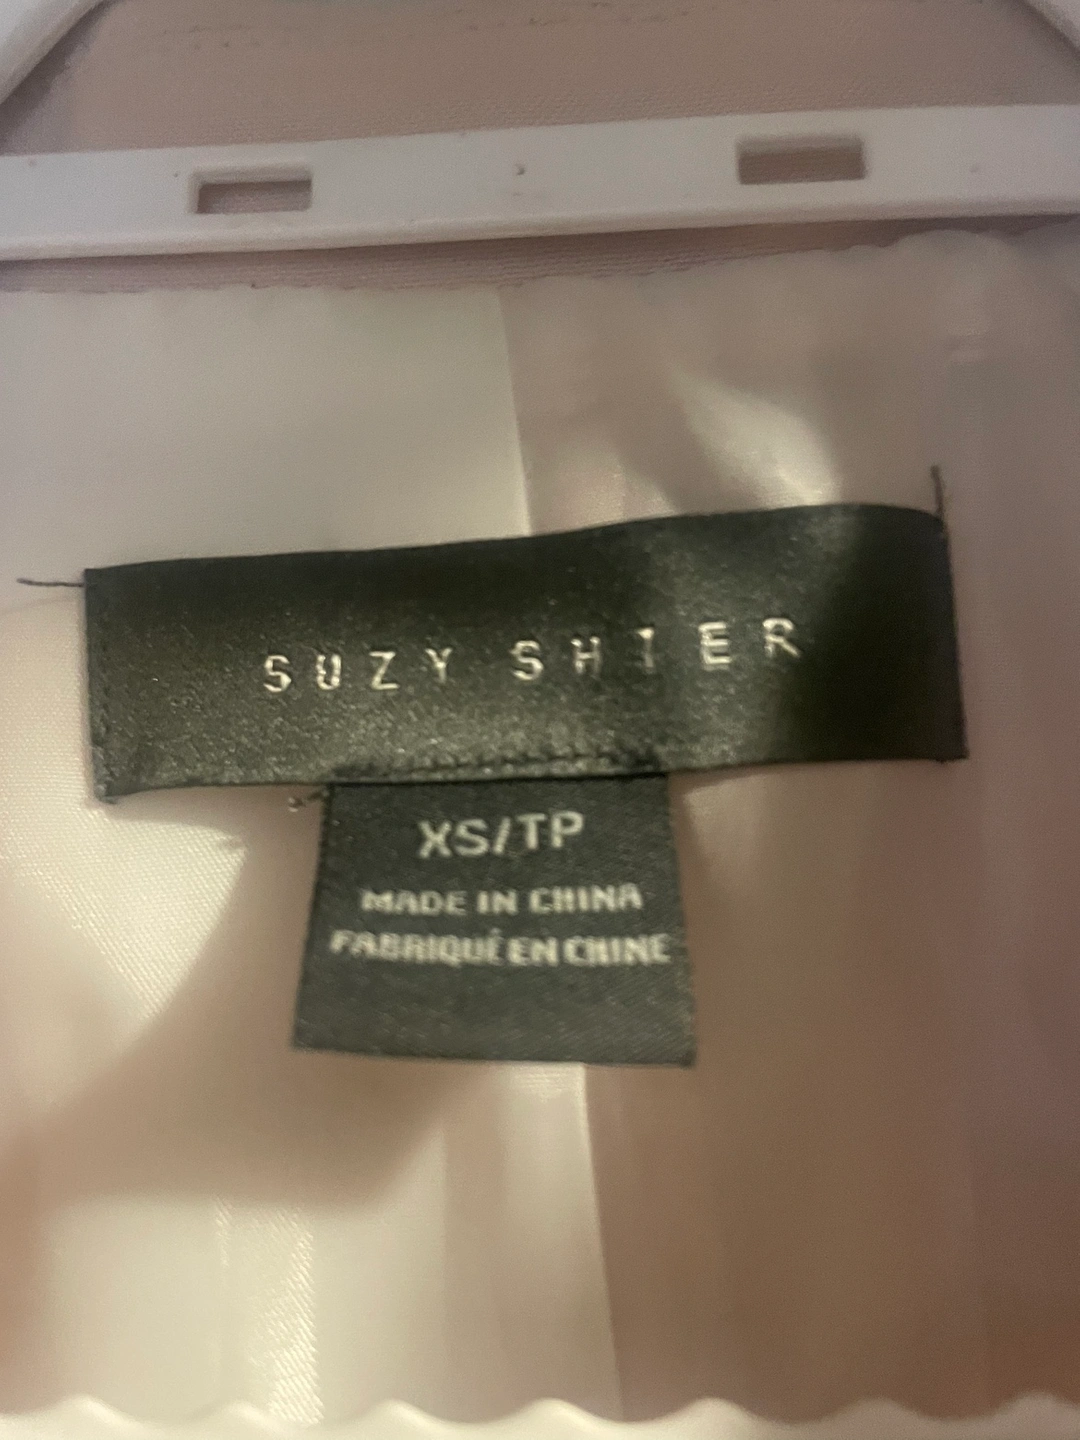 SUZY SHIER
XS/TP
MADE IN CHINA
FABRIQUÉ EN CHINE